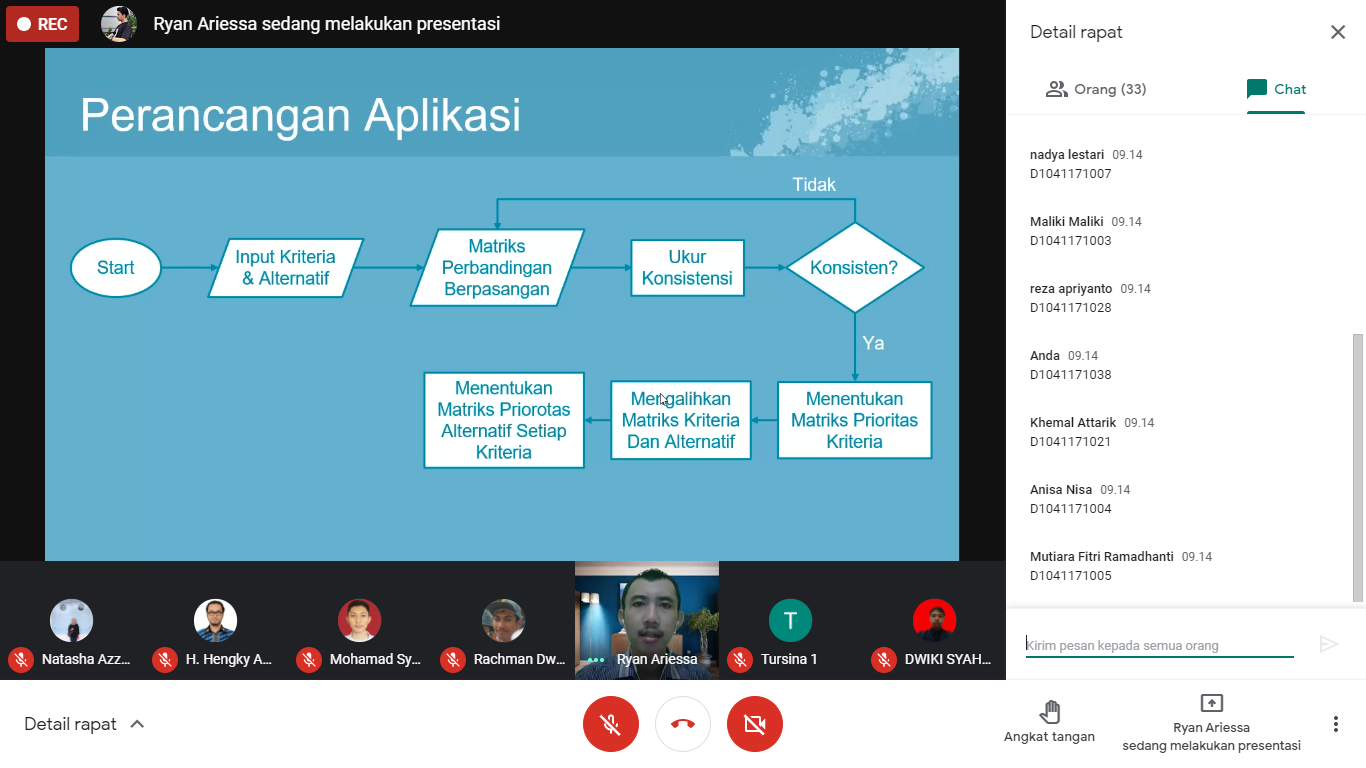 REC
Ryan Ariessa sedang melakukan presentasi
Perancangan Aplikasi
Tidak
Start
Input Kriteria
& Alternatif
Matriks
Perbandingan
Berpasangan
Ukur
Konsistensi
Konsisten?
Ya
Menentukan
Matriks Priorotas
Alternatif Setiap
Kriteria
Mengalihkan
Matriks Kriteria
Dan Alternatif
Menentukan
Matriks Prioritas
Kriteria
Natasha Azz...
H. Hengky A...
Mohamad Sy...
Rachman Dw...
Ryan Ariessa
T
Tursina 1
DWIKI SYAH...
Detail rapat
Detail rapat
Orang (33)
Chat
nadya lestari 09.14
D1041171007
Maliki Maliki 09.14
D1041171003
reza apriyanto 09.14
D1041171028
Anda 09.14
D1041171038
Khemal Attarik 09.14
D1041171021
Anisa Nisa 09.14
D1041171004
Mutiara Fitri Ramadhanti 09.14
D1041171005
Kirim pesan kepada semua orang
Angkat tangan
Ryan Ariessa
sedang melakukan presentasi